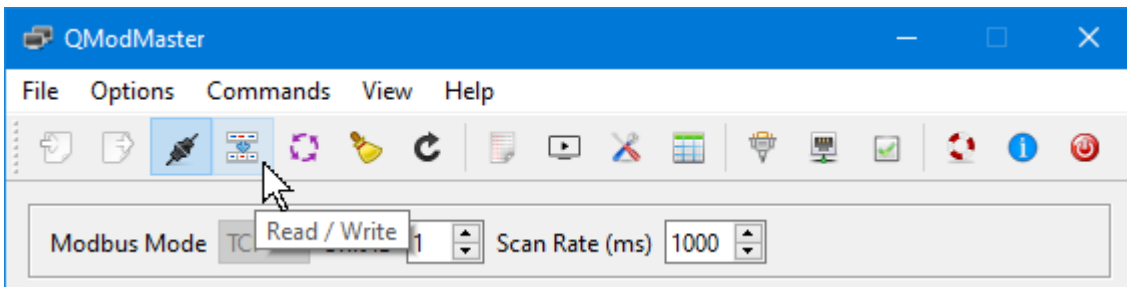 QModMaster
File Options Commands View Help
Read / Write
Modbus Mode 1 Scan Rate (ms) 1000